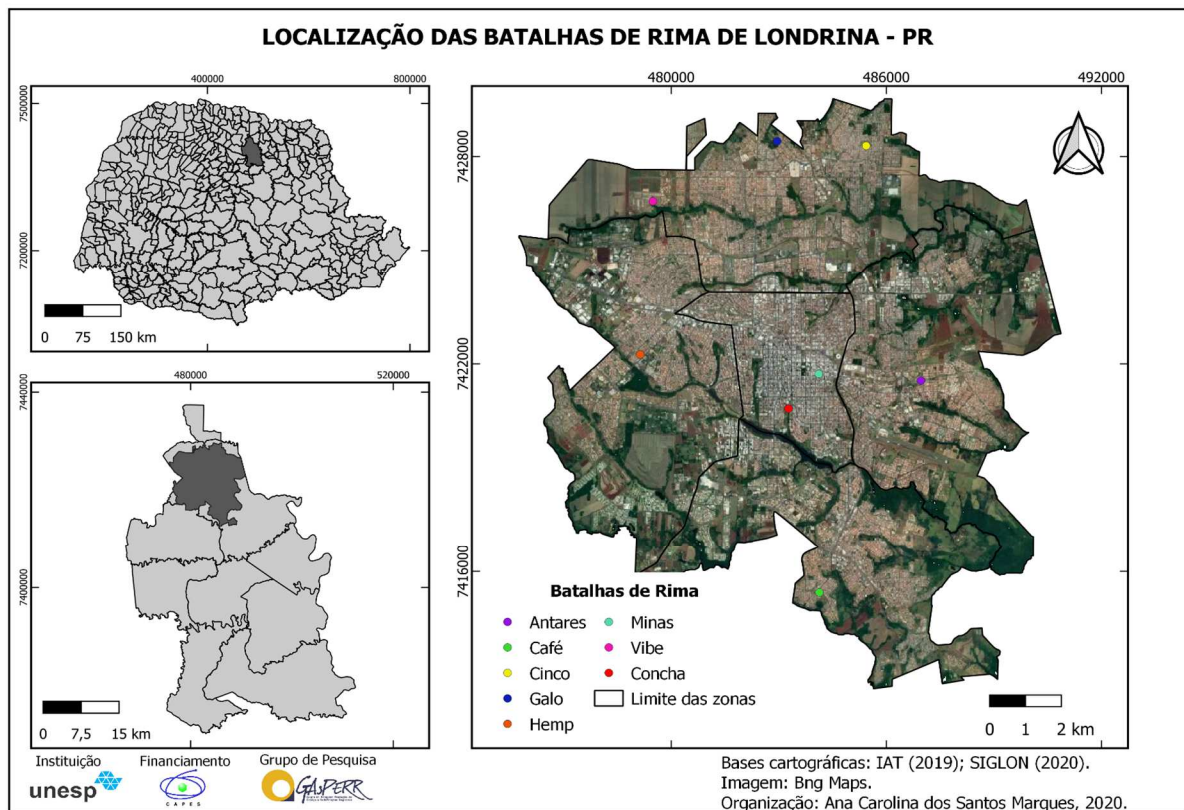 LOCALIZAÇÃO DAS BATALHAS DE RIMA DE LONDRINA - PR
400000
800000
7500000
7200000
0 75 150 km
480000
520000
7440000
7400000
0 7,5 15 km
480000
486000
492000
7428000
7422000
7416000
Batalhas de Rima
Antares
Café
Cinco
Galo
Hemp
Minas
Vibe
Concha
Limite das zonas
0 1 2 km
Instituição
Financiamento
Grupo de Pesquisa
unesp
CAPES
GAsPERR
Bases cartográficas: IAT (2019); SIGLON (2020).
Imagem: Bng Maps.
Organização: Ana Carolina dos Santos Marques, 2020